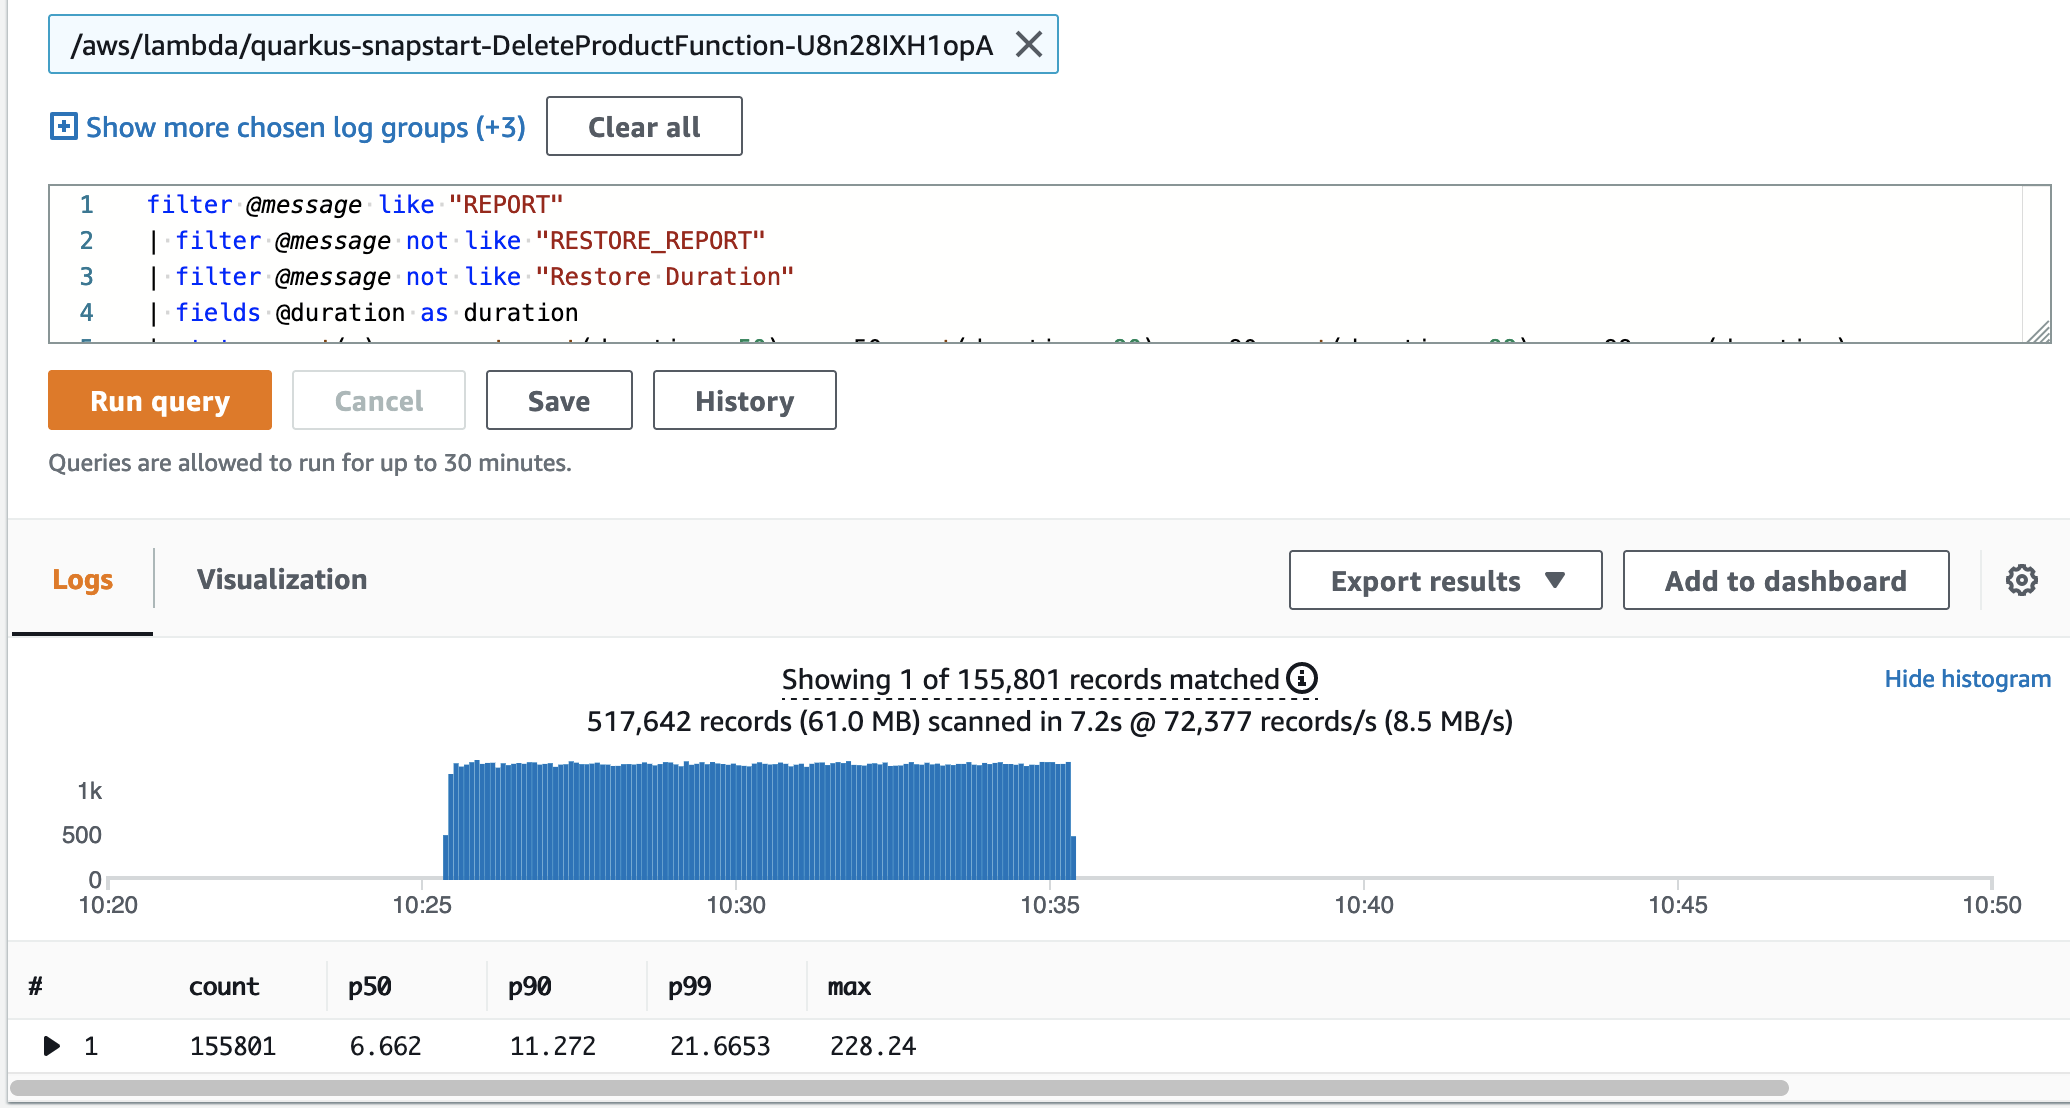 /aws/lambda/quarkus-snapstart-DeleteProductFunction-U8n28IXH1opA
Show more chosen log groups (+3)
Clear all
1 filter @message like "REPORT"
2 | filter @message not like "RESTORE_REPORT"
3 | filter @message not like "Restore Duration"
4 | fields @duration as duration
Run query
Cancel
Save
History
Queries are allowed to run for up to 30 minutes.
Logs
Visualization
Export results
Add to dashboard
Showing 1 of 155,801 records matched
Hide histogram
517,642 records (61.0 MB) scanned in 7.2s @ 72,377 records/s (8.5 MB/s)
1k
500
0
10:20 10:25 10:30 10:35 10:40 10:45 10:50
# count p50 p90 p99 max
1 155801 6.662 11.272 21.6653 228.24